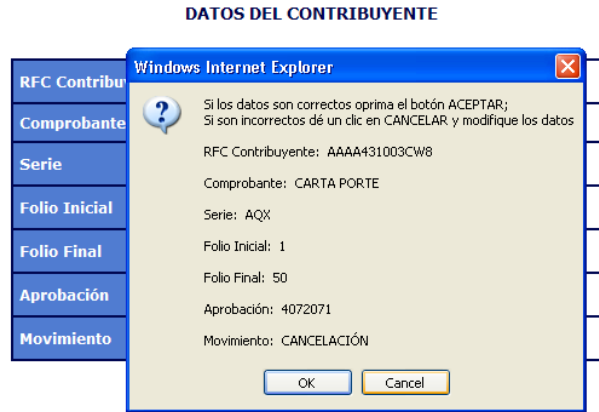 DATOS DEL CONTRIBUYENTE
Windows Internet Explorer
RFC Contribu
Comprobante
Serie
Folio Inicial
Folio Final
Aprobación
Movimiento
Si los datos son correctos oprima el botón ACEPTAR;
Si son incorrectos dé un clic en CANCELAR y modifique los datos
RFC Contribuyente: AAAA431003CW8
Comprobante: CARTA PORTE
Serie: AQX
Folio Inicial: 1
Folio Final: 50
Aprobación: 4072071
Movimiento: CANCELACIÓN
OK
Cancel